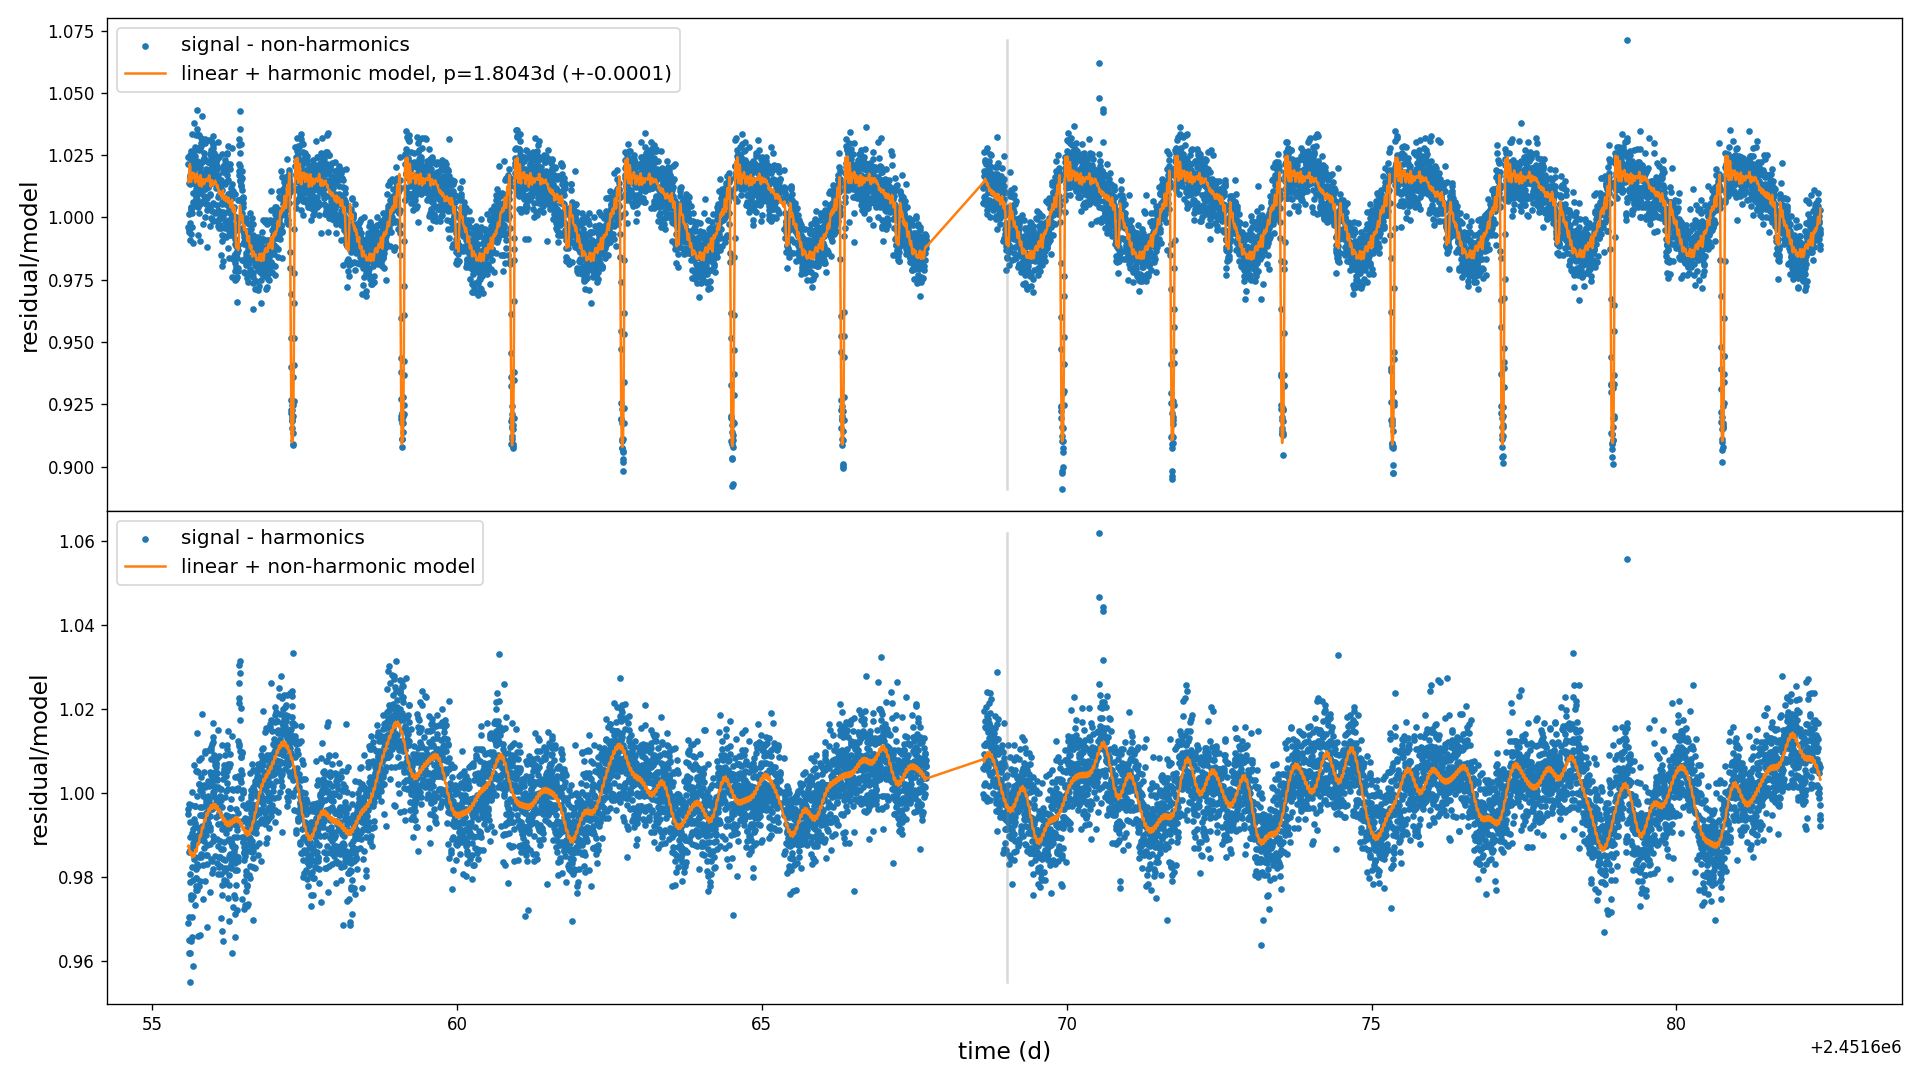 signal - non-harmonics
linear + harmonic model, p=1.8043d (+-0.0001)
residual/model
1.075
1.050
1.025
1.000
0.975
0.950
0.925
0.900
signal - harmonics
linear + non-harmonic model
residual/model
1.06
1.04
1.02
1.00
0.98
0.96
55 60 65 70 75 80
time (d)
+2.4516e6